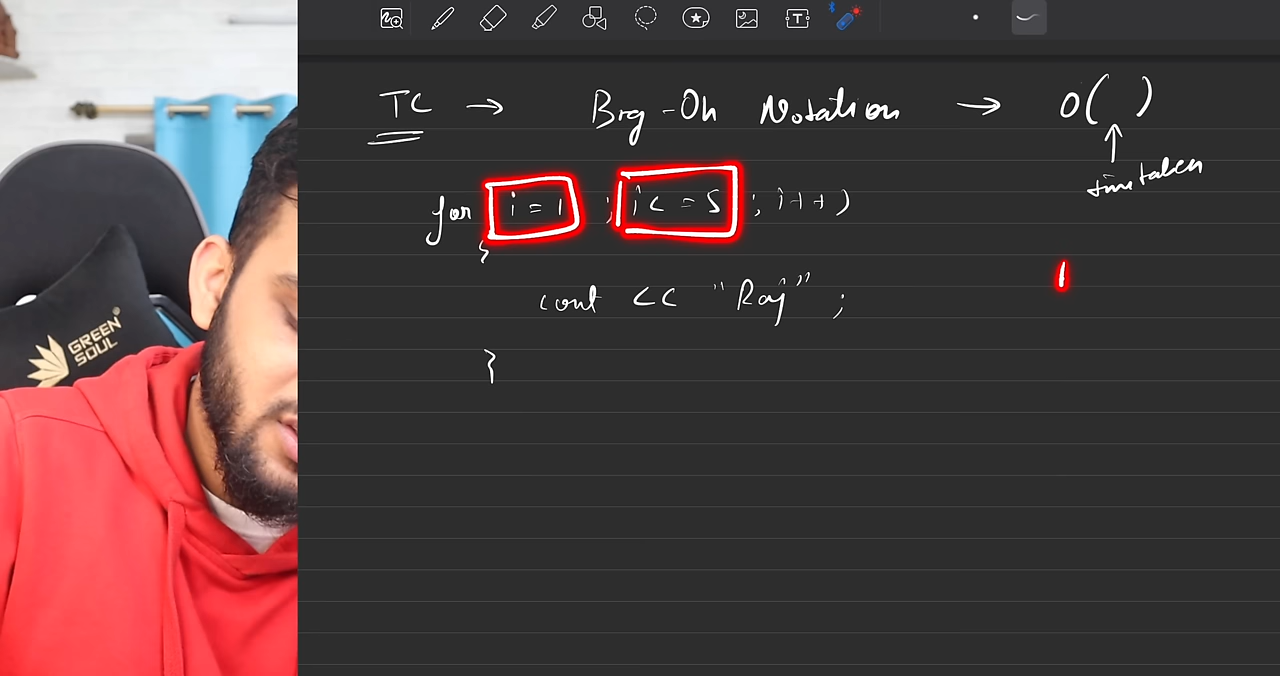 TC → Big-Oh Notation → O( )
↑
time taken
for i = 1 ; i <= 5 ; i++)
{
cout << "Raj" ;
}
1
GREEN
SOUL
T